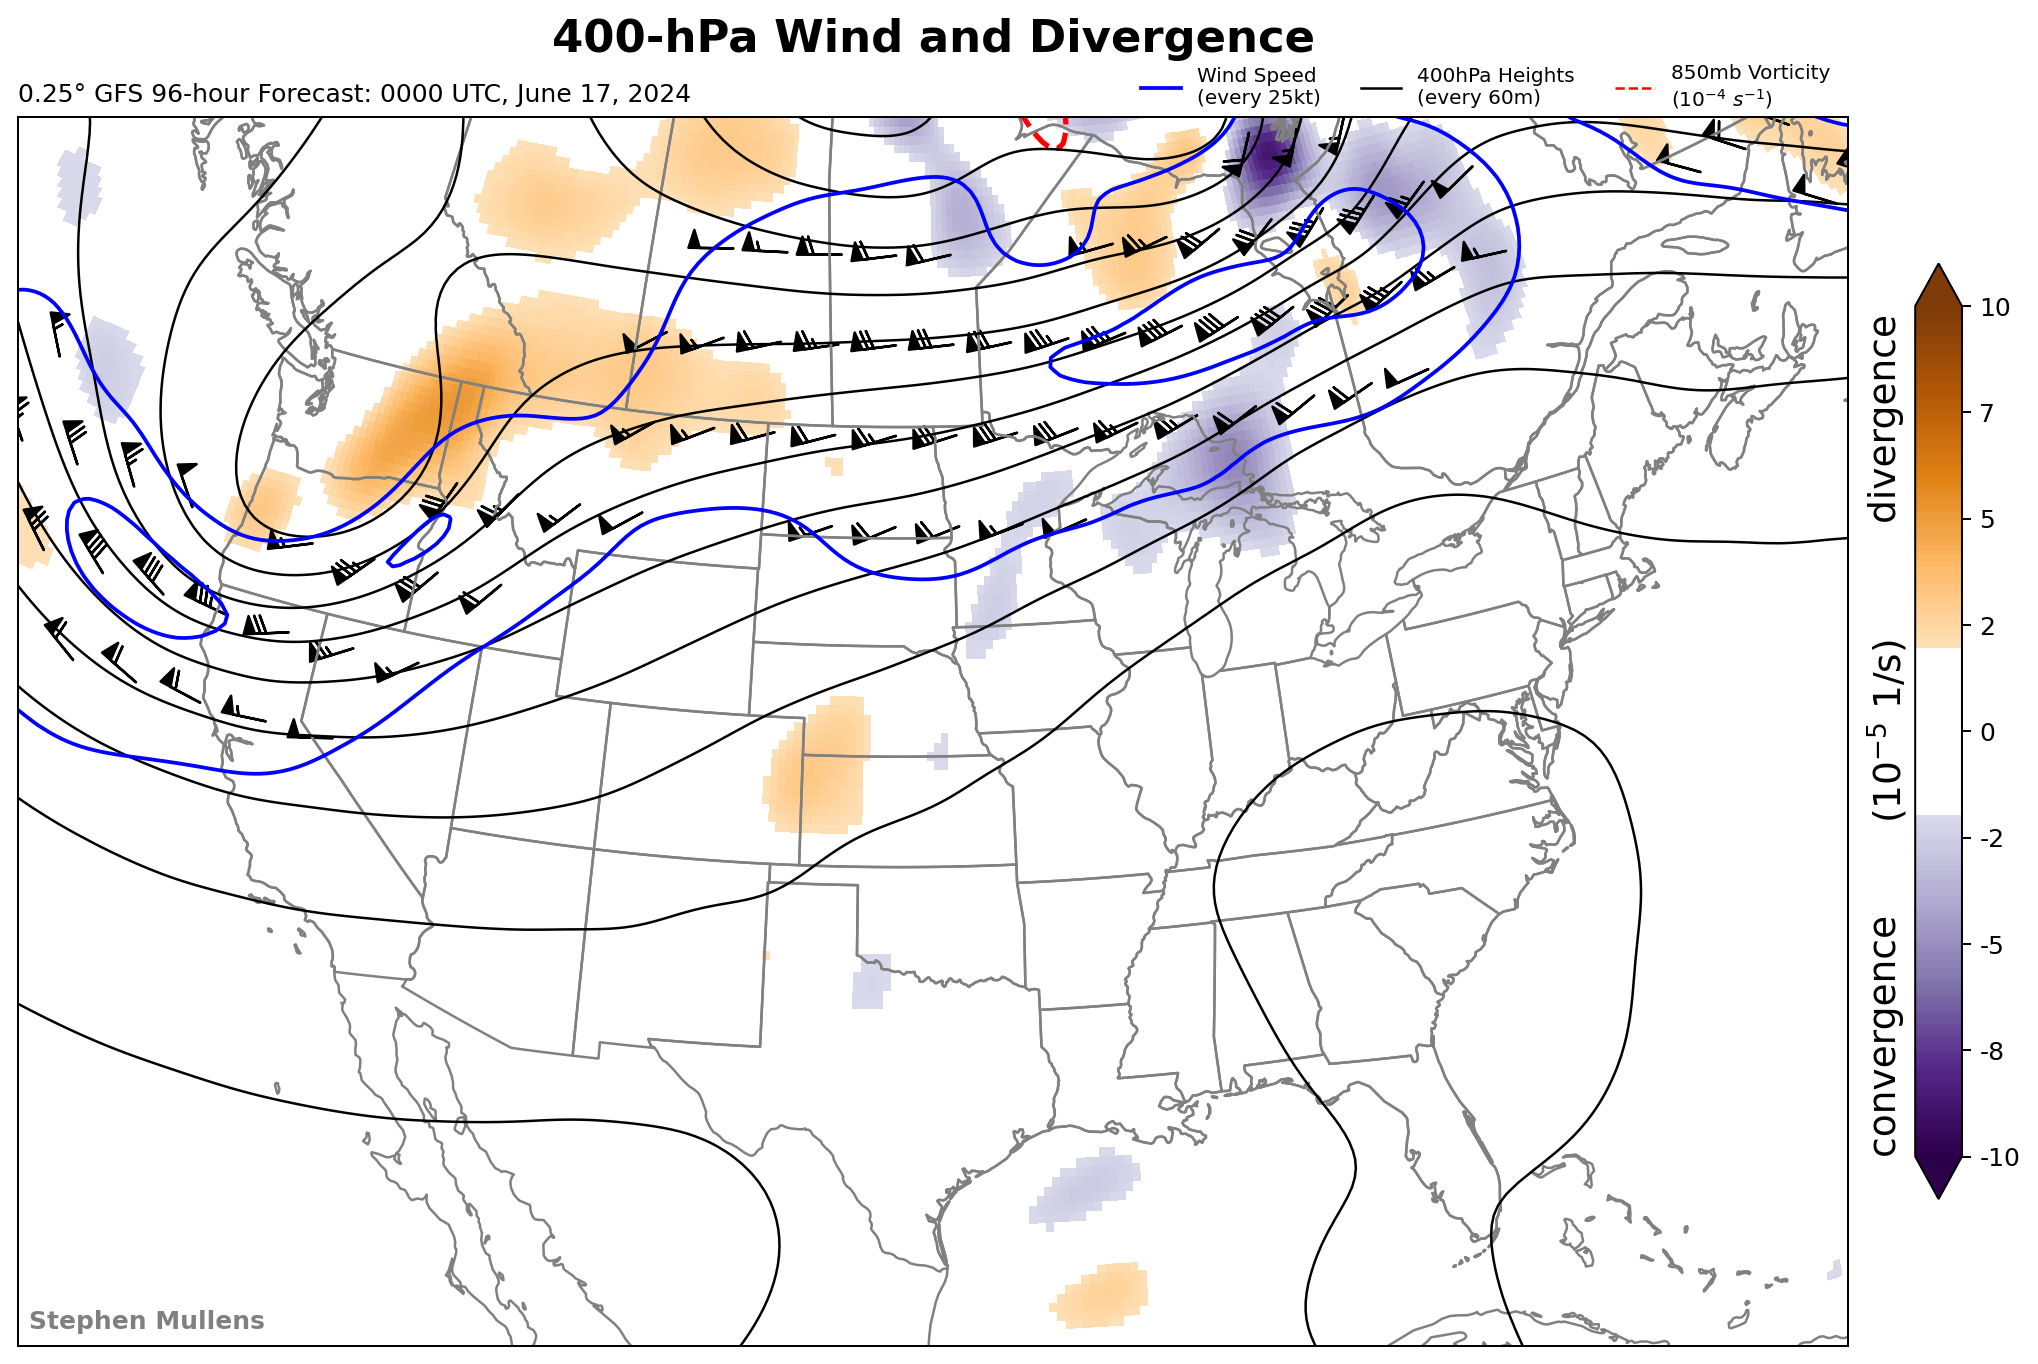 400-hPa Wind and Divergence
0.25° GFS 96-hour Forecast: 0000 UTC, June 17, 2024
Wind Speed
(every 25kt)
400hPa Heights
(every 60m)
850mb Vorticity
(10⁻⁴ s⁻¹)
10
7
5
2
0
-2
-5
-8
-10
convergence (10⁻⁵ 1/s) divergence
Stephen Mullens